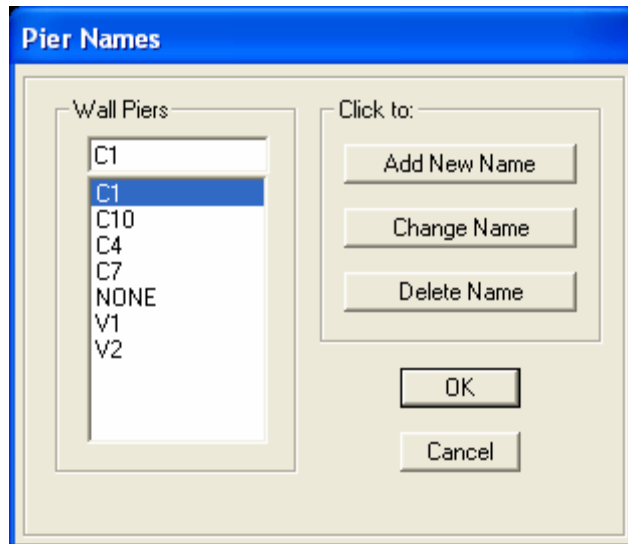 Pier Names
Wall Piers
C1
C1
C10
C4
C7
NONE
V1
V2
Click to:
Add New Name
Change Name
Delete Name
OK
Cancel